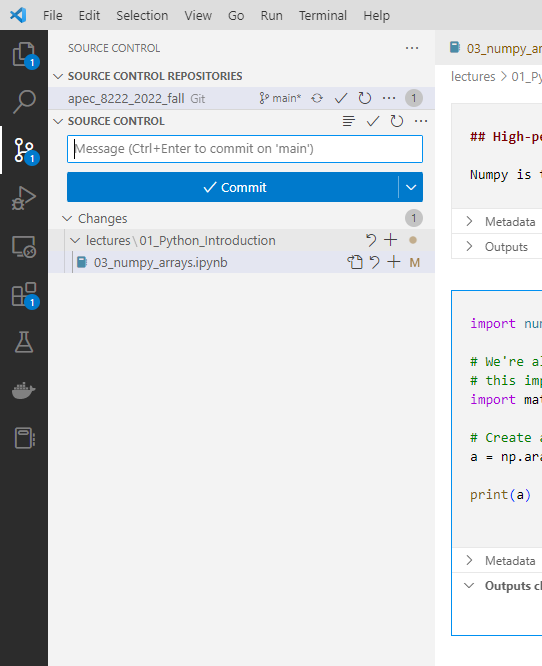 File Edit Selection View Go Run Terminal Help
SOURCE CONTROL
SOURCE CONTROL REPOSITORIES
apec_8222_2022_fall Git main* 1
SOURCE CONTROL
Message (Ctrl+Enter to commit on 'main')
Commit
Changes 1
lectures\01_Python_Introduction
03_numpy_arrays.ipynb M
1
1
1
03_numpy_ar
lectures > 01_Py
## High-pe
Numpy is t
Metadata
Outputs
import nu
# We're al
# this imp
import mat
# Create a
a = np.ara
print(a)
Metadata
Outputs cl